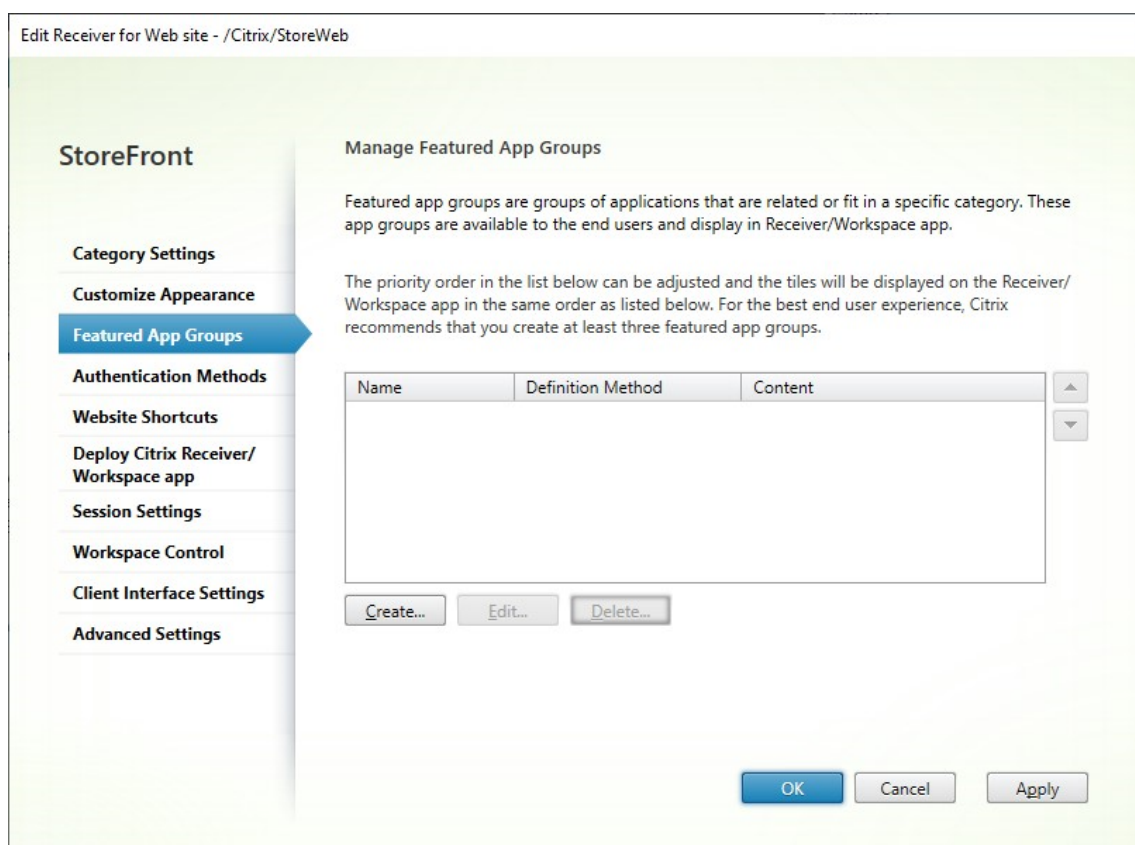 Edit Receiver for Web site - /Citrix/StoreWeb
StoreFront
Category Settings
Customize Appearance
Featured App Groups
Authentication Methods
Website Shortcuts
Deploy Citrix Receiver/
Workspace app
Session Settings
Workspace Control
Client Interface Settings
Advanced Settings
Manage Featured App Groups
Featured app groups are groups of applications that are related or fit in a specific category. These
app groups are available to the end users and display in Receiver/Workspace app.
The priority order in the list below can be adjusted and the tiles will be displayed on the Receiver/
Workspace app in the same order as listed below. For the best end user experience, Citrix
recommends that you create at least three featured app groups.
Name Definition Method Content
Create... Edit... Delete...
OK Cancel Apply